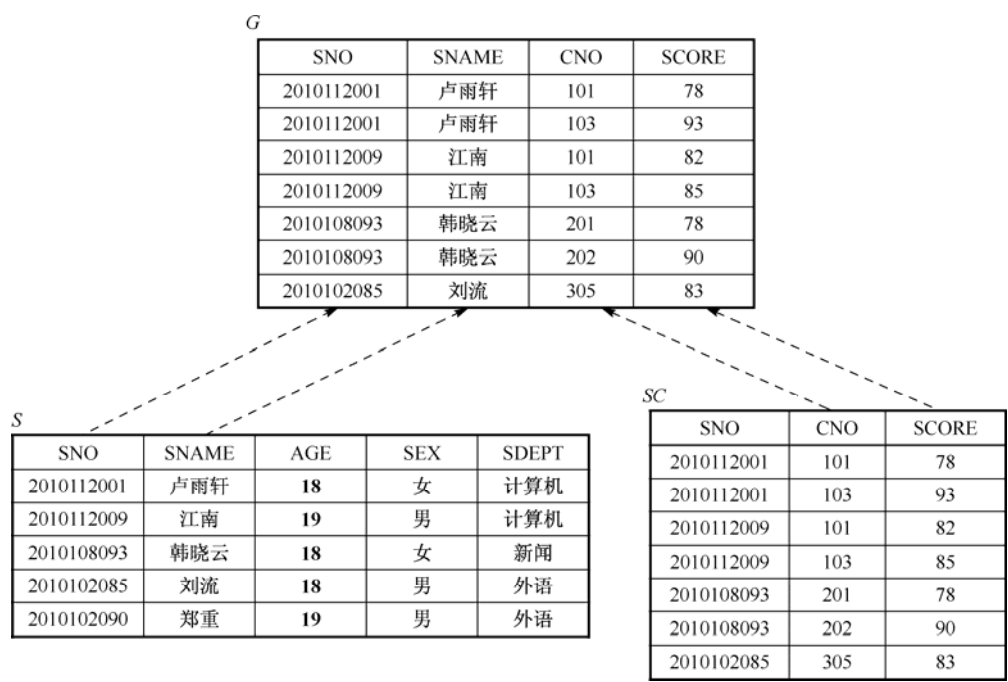 G
SNO SNAME CNO SCORE
2010112001 卢雨轩 101 78
2010112001 卢雨轩 103 93
2010112009 江南 101 82
2010112009 江南 103 85
2010108093 韩晓云 201 78
2010108093 韩晓云 202 90
2010102085 刘流 305 83
S
SNO SNAME AGE SEX SDEPT
2010112001 卢雨轩 18 女 计算机
2010112009 江南 19 男 计算机
2010108093 韩晓云 18 女 新闻
2010102085 刘流 18 男 外语
2010102090 郑重 19 男 外语
SC
SNO CNO SCORE
2010112001 101 78
2010112001 103 93
2010112009 101 82
2010112009 103 85
2010108093 201 78
2010108093 202 90
2010102085 305 83